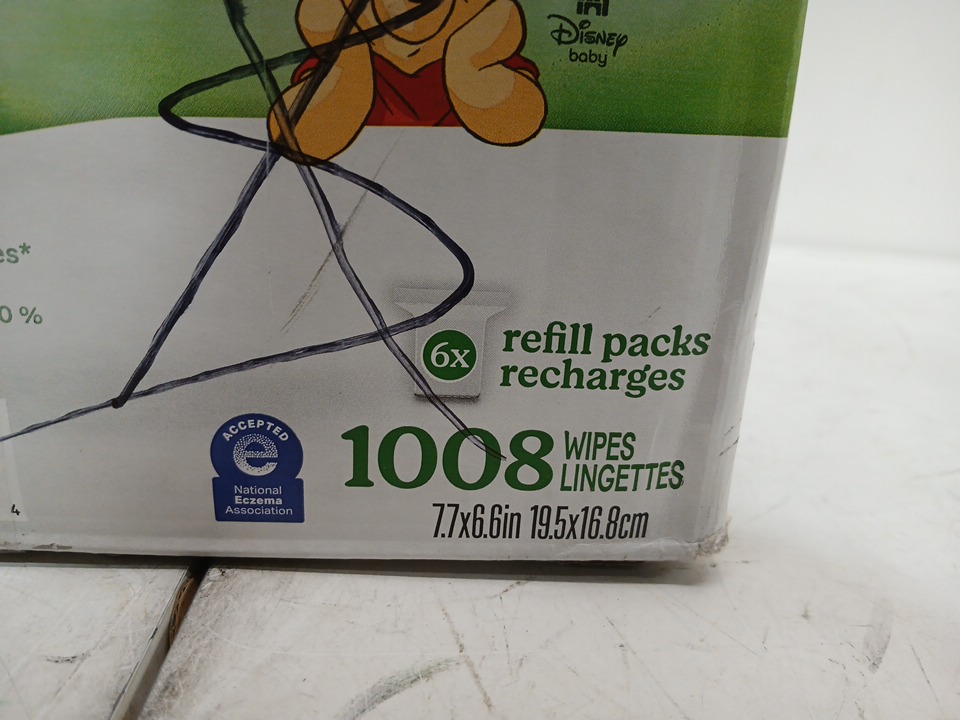 Disney
baby
es*
0 %
6x
refill packs
recharges
ACCEPTED
National
Eczema
Association
1008
WIPES
LINGETTES
7.7x6.6in 19.5x16.8cm
4